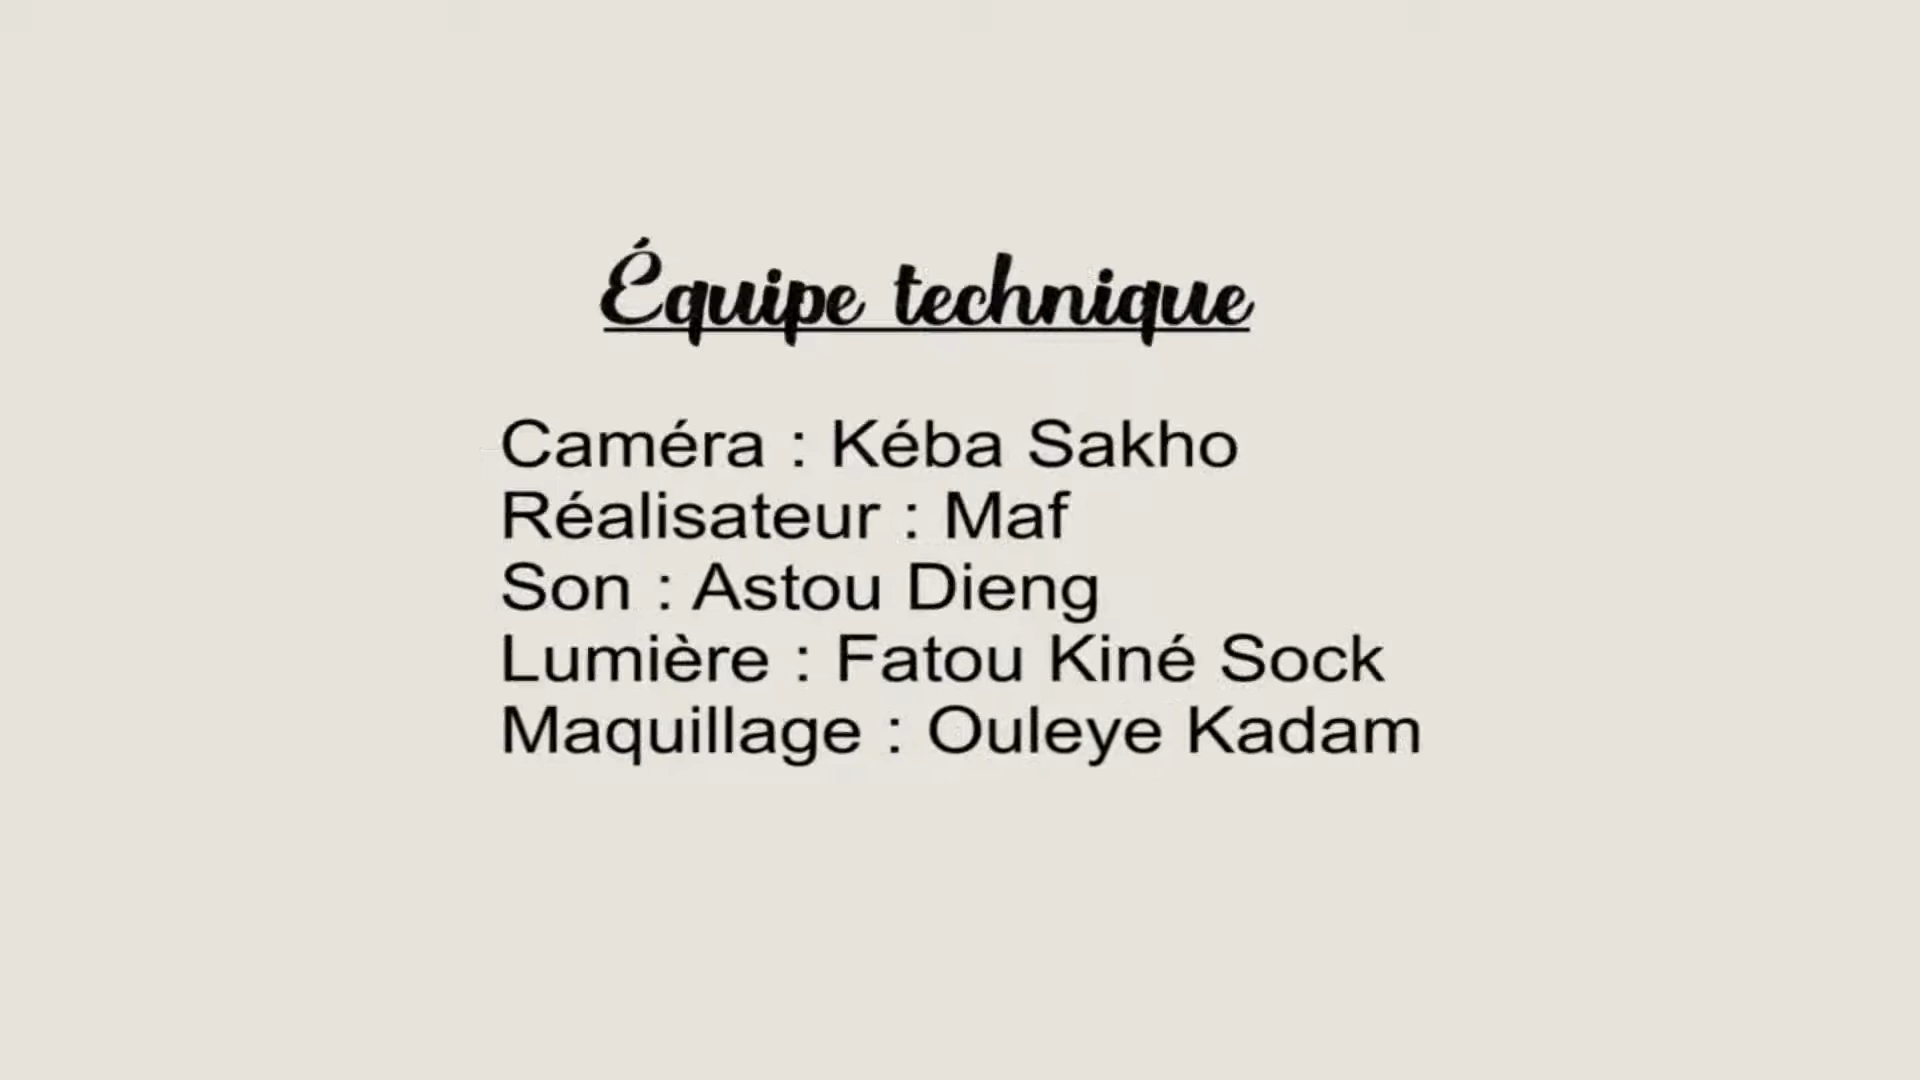 Équipe technique
Caméra : Kéba Sakho
Réalisateur : Maf
Son : Astou Dieng
Lumière : Fatou Kiné Sock
Maquillage : Ouleye Kadam